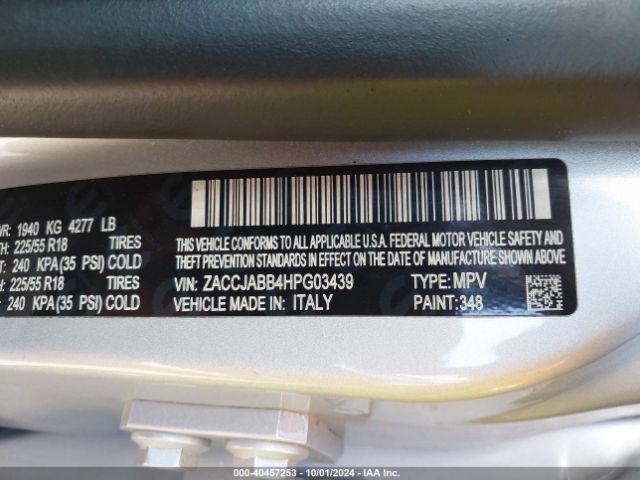 WR: 1940 KG 4277 LB
TH: 225/55 R18 TIRES
T: 240 KPA(35 PSI) COLD
H: 225/55 R18 TIRES
240 KPA(35 PSI) COLD
THIS VEHICLE CONFORMS TO ALL APPLICABLE U.S.A. FEDERAL MOTOR VEHICLE SAFETY AND
THEFT PREVENTION STANDARDS IN EFFECT ON THE DATE OF MANUFACTURE SHOWN ABOVE.
VIN: ZACCJABB4HPG03439 TYPE: MPV
VEHICLE MADE IN: ITALY PAINT: 348
000-40457253 - 10/01/2024 - IAA Inc.